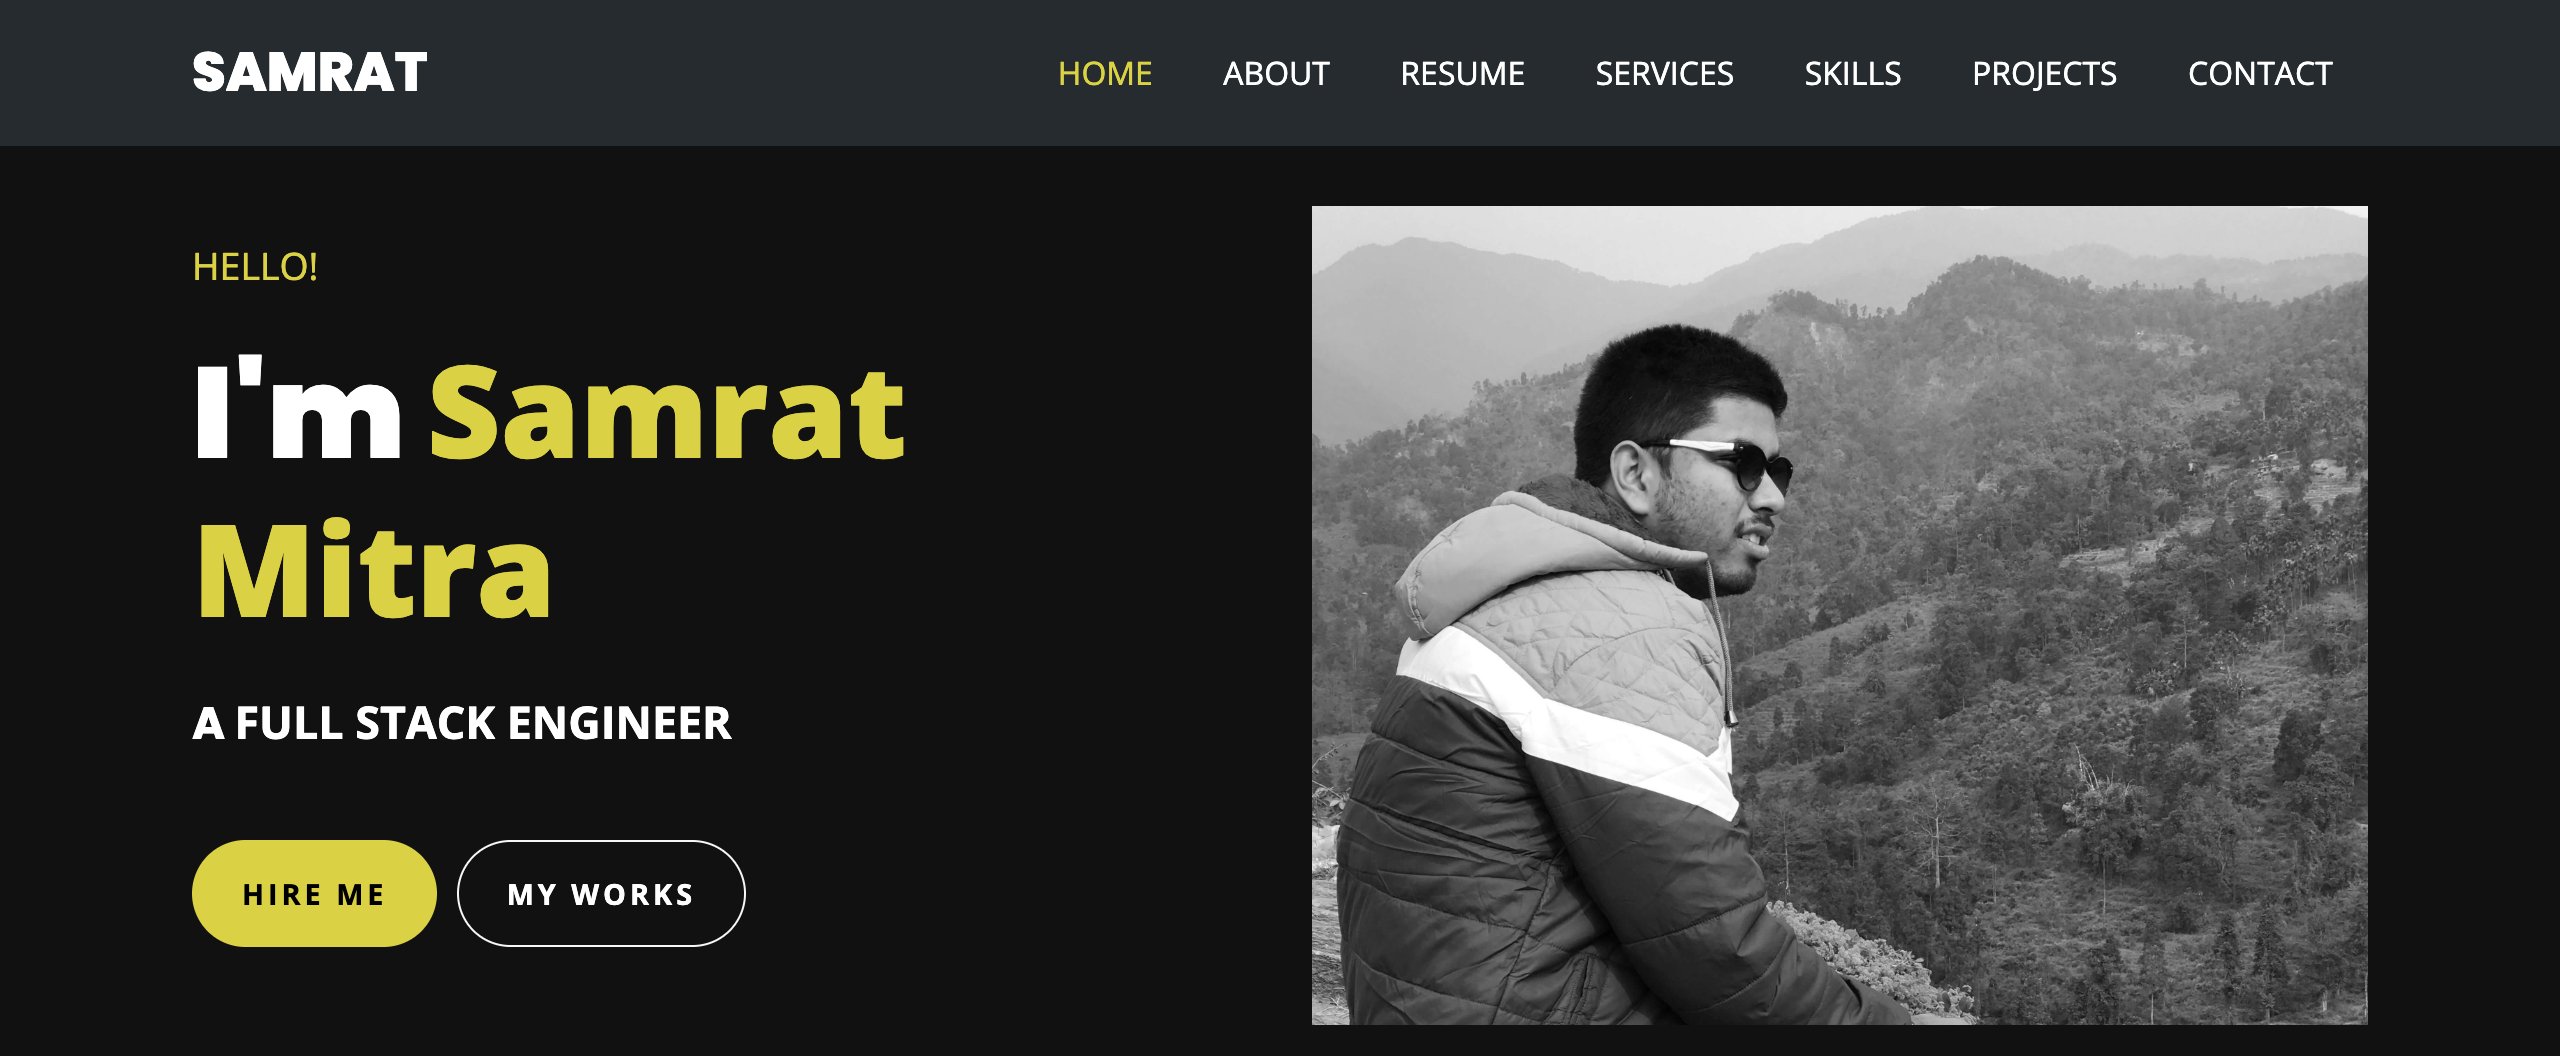 SAMRAT
HOME ABOUT RESUME SERVICES SKILLS PROJECTS CONTACT
HELLO!
I'm Samrat
Mitra
A FULL STACK ENGINEER
HIRE ME MY WORKS